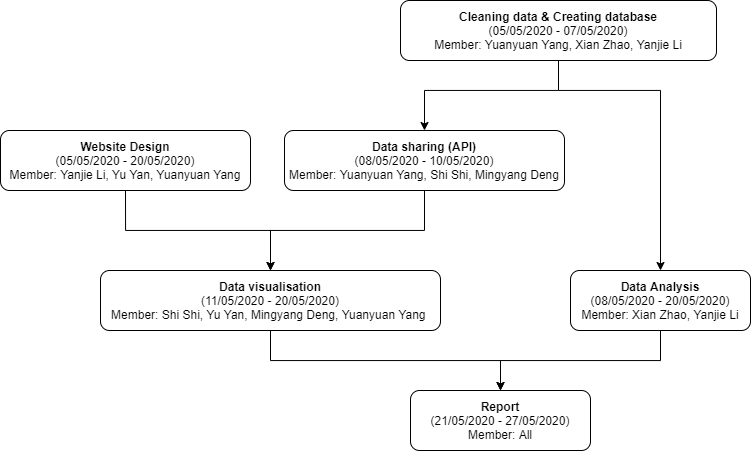 Cleaning data & Creating database
(05/05/2020 - 07/05/2020)
Member: Yuanyuan Yang, Xian Zhao, Yanjie Li
Website Design
(05/05/2020 - 20/05/2020)
Member: Yanjie Li, Yu Yan, Yuanyuan Yang
Data sharing (API)
(08/05/2020 - 10/05/2020)
Member: Yuanyuan Yang, Shi Shi, Mingyang Deng
Data visualisation
(11/05/2020 - 20/05/2020)
Member: Shi Shi, Yu Yan, Mingyang Deng, Yuanyuan Yang
Data Analysis
(08/05/2020 - 20/05/2020)
Member: Xian Zhao, Yanjie Li
Report
(21/05/2020 - 27/05/2020)
Member: All